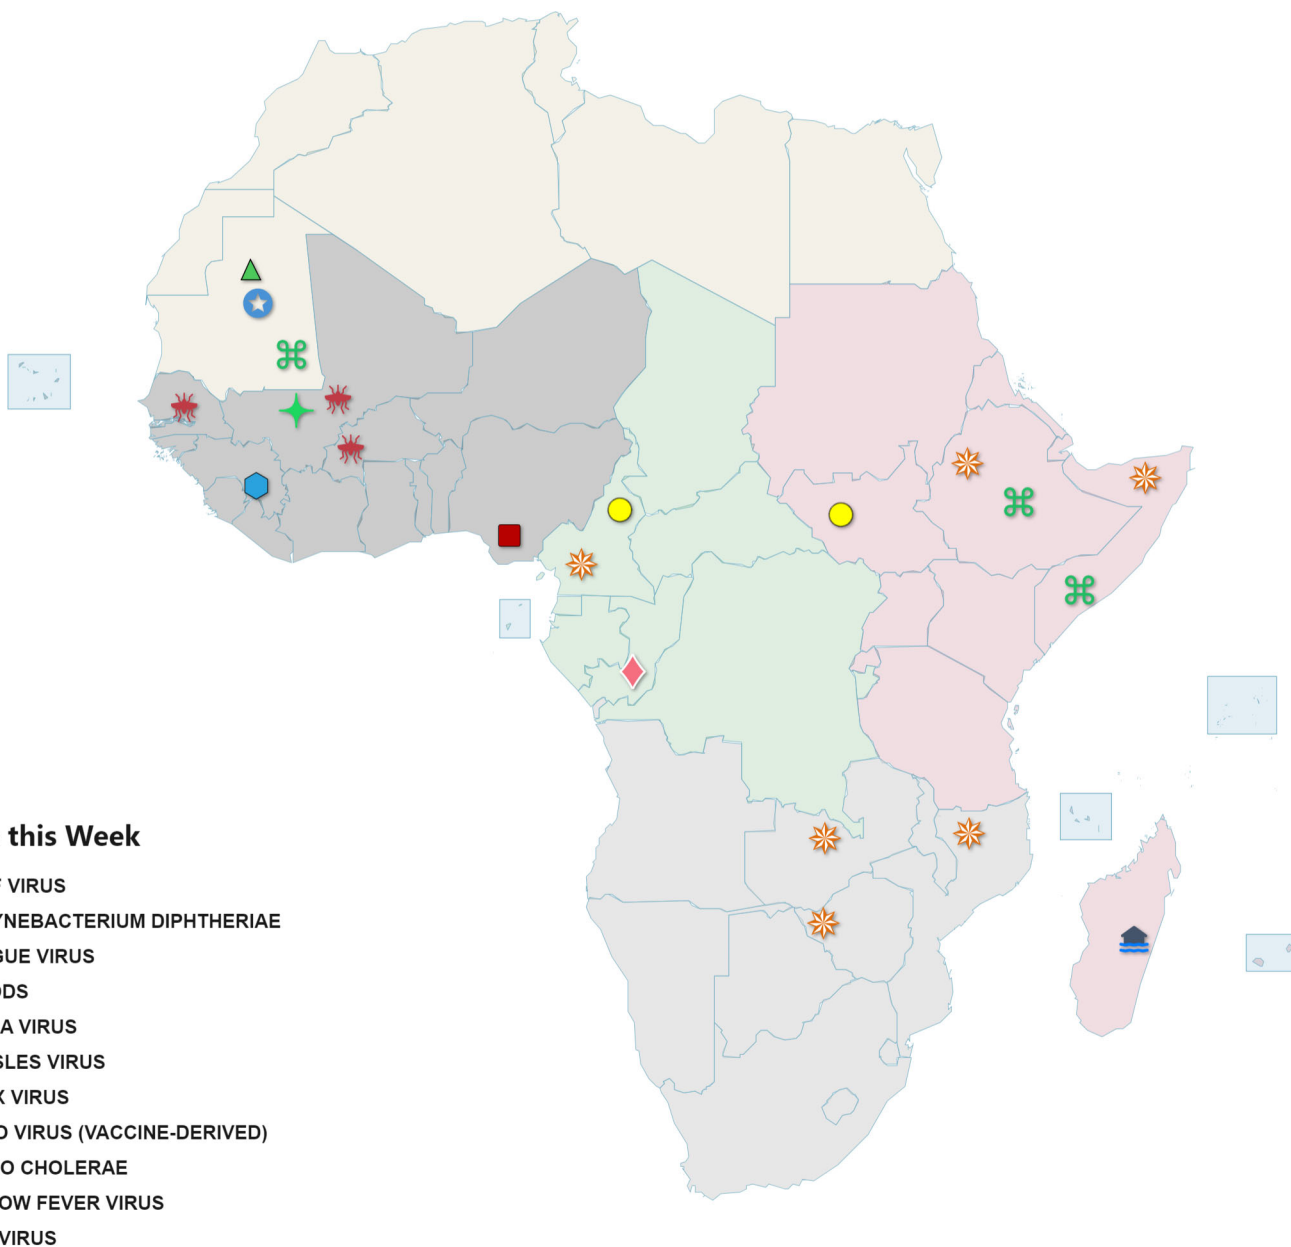 this Week
F VIRUS
YNEBACTERIUM DIPHTHERIAE
GUE VIRUS
ODS
A VIRUS
SLES VIRUS
X VIRUS
O VIRUS (VACCINE-DERIVED)
O CHOLERAE
OW FEVER VIRUS
VIRUS